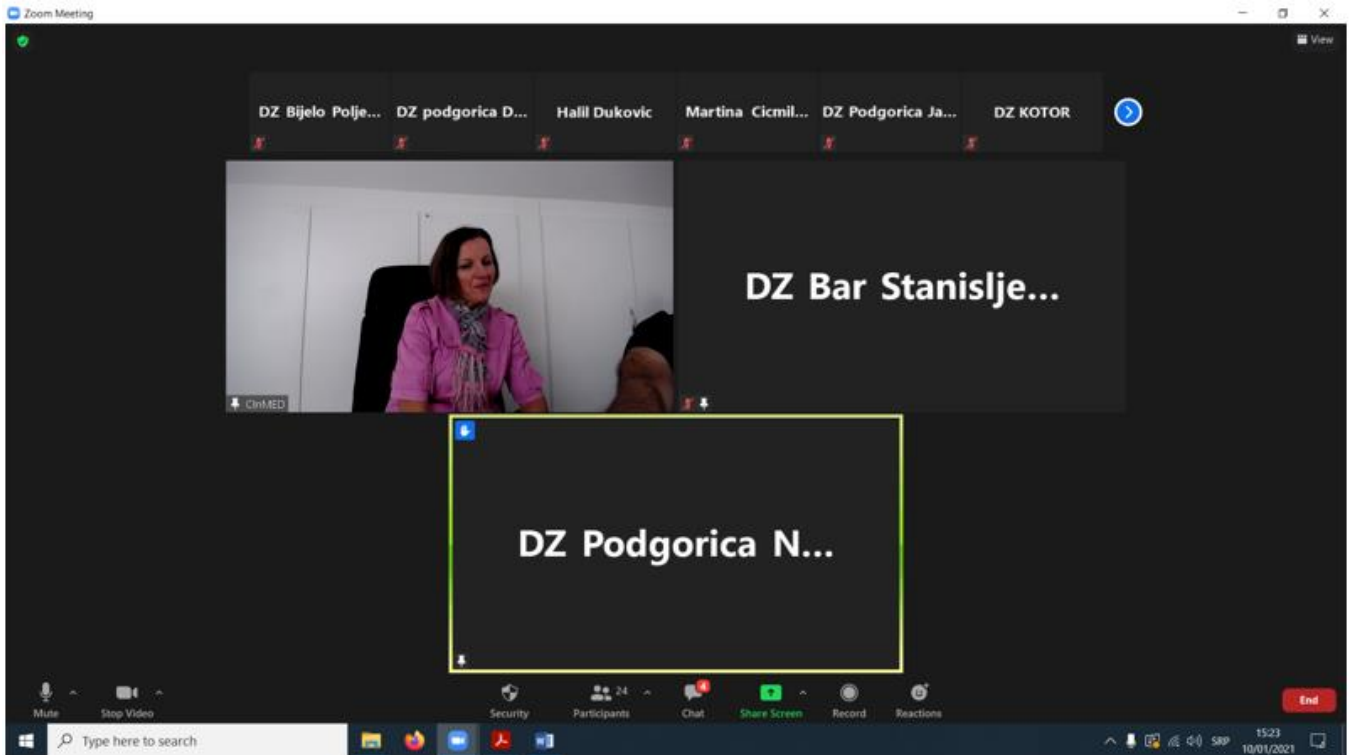 Zoom Meeting
View
DZ Bijelo Polje... DZ podgorica D... Halil Dukovic Martina Cicmil... DZ Podgorica Ja... DZ KOTOR
CInMED
DZ Bar Stanislje...
DZ Podgorica N...
Mute Stop Video Security Participants 24 Chat 4 Share Screen Record Reactions End
Type here to search
SRP
15:23
10/01/2021